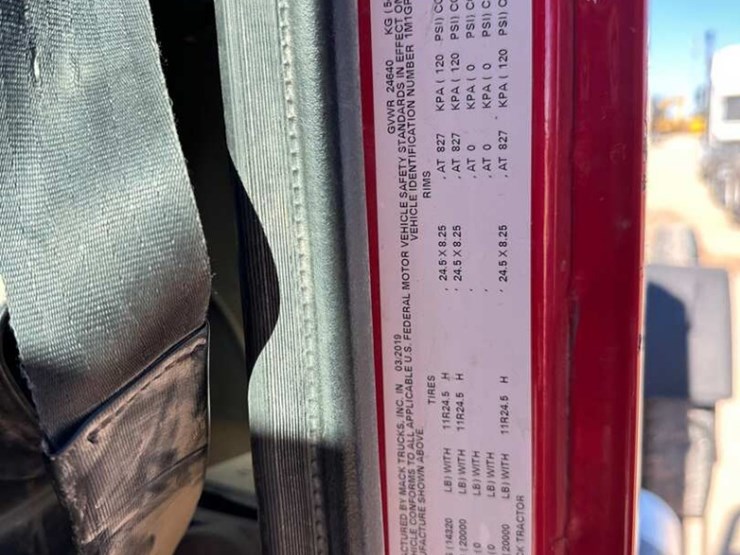 ACTURED BY MACK TRUCKS, INC. IN 03/2019 GVWR 24640 KG (5
HICLE CONFORMS TO ALL APPLICABLE U.S. FEDERAL MOTOR VEHICLE SAFETY STANDARDS IN EFFECT ON
UFACTURE SHOWN ABOVE VEHICLE IDENTIFICATION NUMBER 1M1GR
TIRES RIMS
(14320 LB) WITH 11R24.5 H , 24.5 X 8.25 , AT 827 KPA ( 120 PSI) CO
(20000 LB) WITH 11R24.5 H , 24.5 X 8.25 , AT 827 KPA ( 120 PSI) CO
(0 LB) WITH , , AT 0 KPA ( 0 PSI) C
(0 LB) WITH , , AT 0 KPA ( 0 PSI) C
20000 LB) WITH 11R24.5 H , 24.5 X 8.25 , AT 827 KPA ( 120 PSI) C
CK TRACTOR